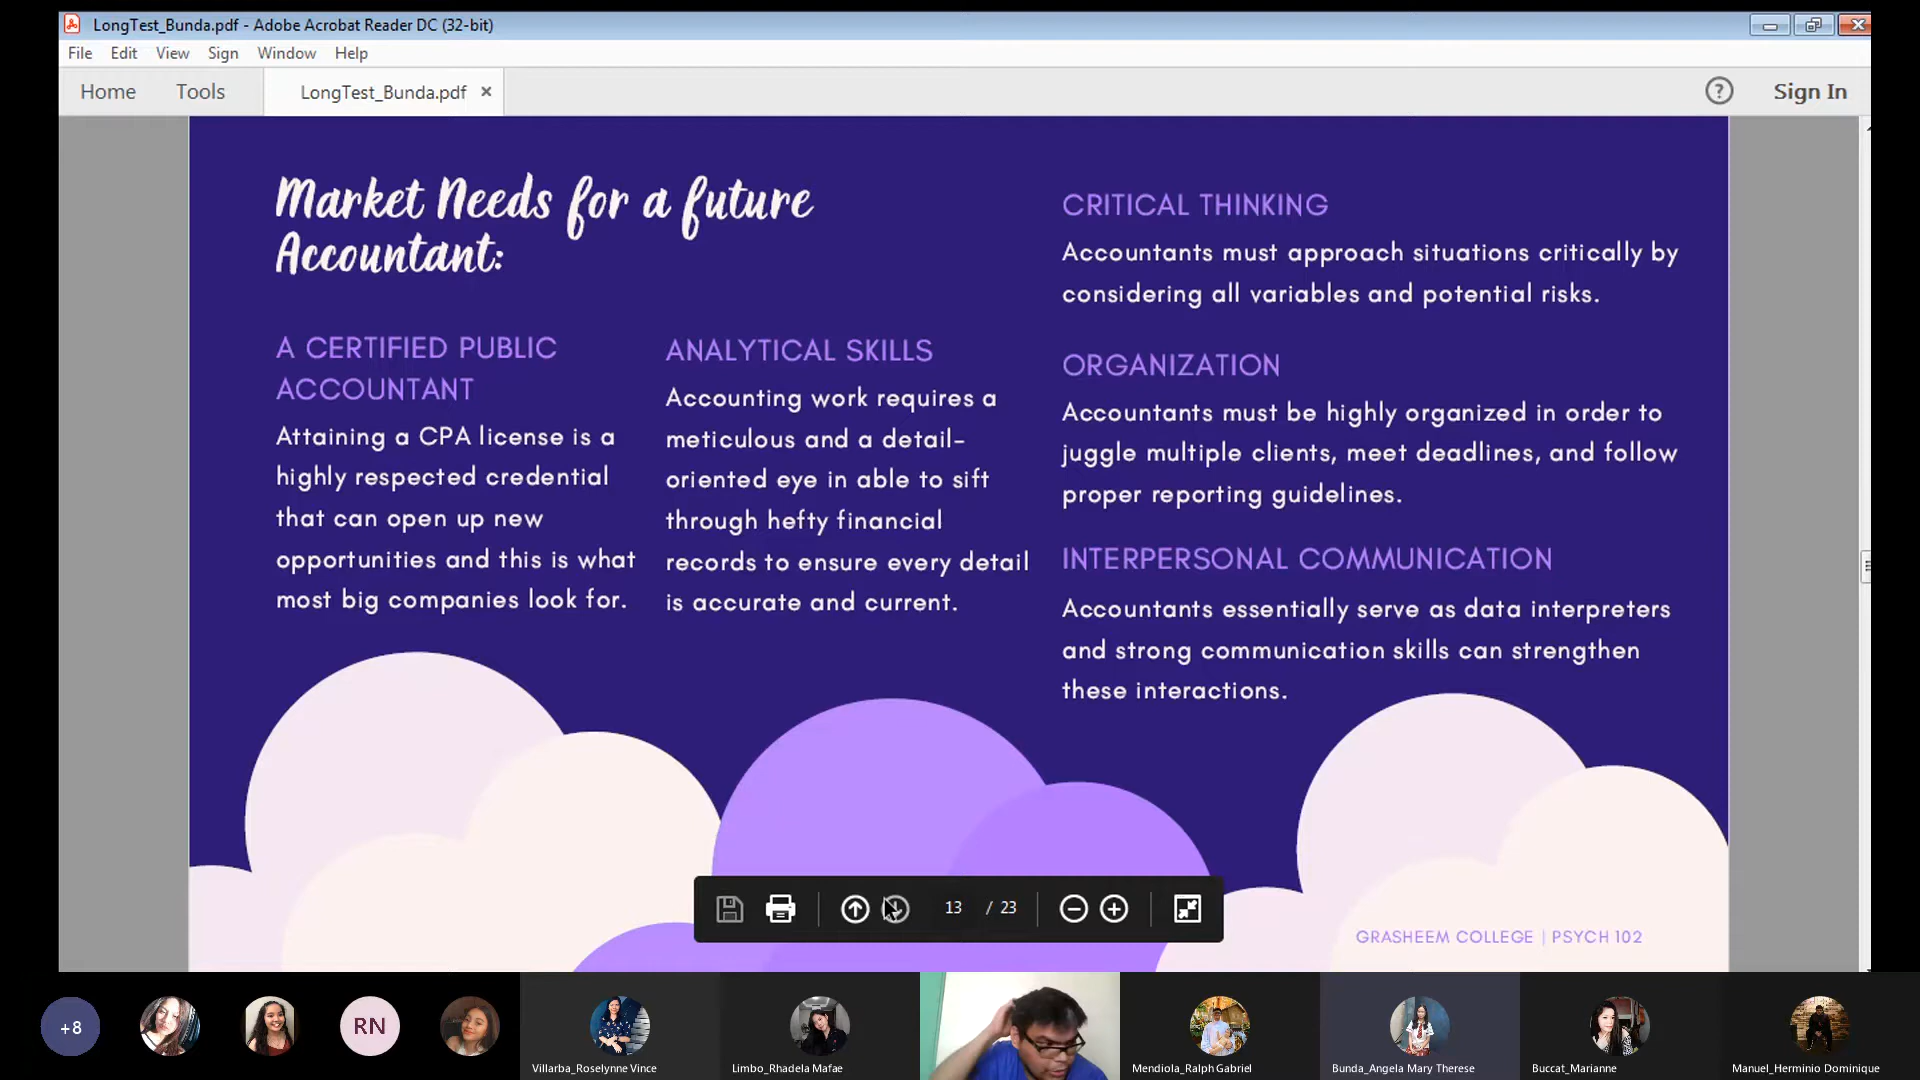 LongTest_Bunda.pdf - Adobe Acrobat Reader DC (32-bit)
File Edit View Sign Window Help
Home Tools LongTest_Bunda.pdf × ? Sign In
Market Needs for a future
Accountant:
A CERTIFIED PUBLIC
ACCOUNTANT
Attaining a CPA license is a
highly respected credential
that can open up new
opportunities and this is what
most big companies look for.
ANALYTICAL SKILLS
Accounting work requires a
meticulous and a detail-
oriented eye in able to sift
through hefty financial
records to ensure every detail
is accurate and current.
CRITICAL THINKING
Accountants must approach situations critically by
considering all variables and potential risks.
ORGANIZATION
Accountants must be highly organized in order to
juggle multiple clients, meet deadlines, and follow
proper reporting guidelines.
INTERPERSONAL COMMUNICATION
Accountants essentially serve as data interpreters
and strong communication skills can strengthen
these interactions.
13 / 23
GRASHEEM COLLEGE | PSYCH 102
+8
RN
Villarba_Roselynne Vince
Limbo_Rhadela Mafae
Mendiola_Ralph Gabriel
Bunda_Angela Mary Therese
Buccat_Marianne
Manuel_Herminio Dominique